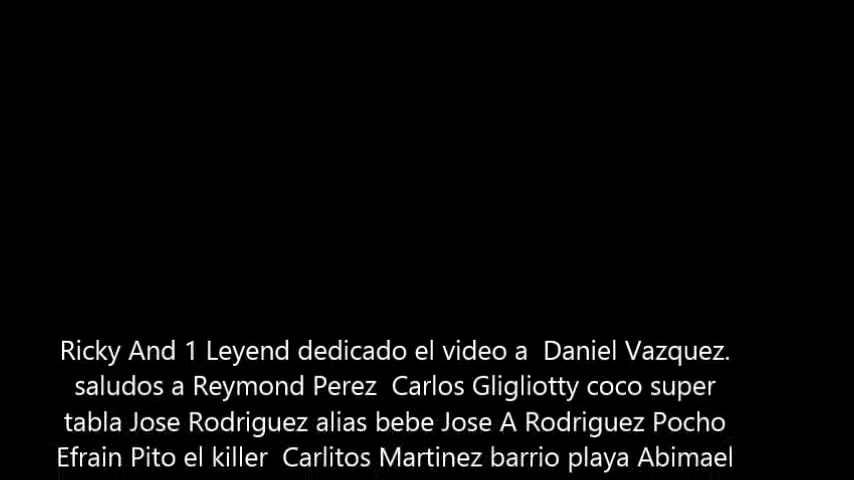 Ricky And 1 Leyend dedicado el video a  Daniel Vazquez.
saludos a Reymond Perez  Carlos Gligliotty coco super
tabla Jose Rodriguez alias bebe Jose A Rodriguez Pocho
Efrain Pito el killer  Carlitos Martinez barrio playa Abimael